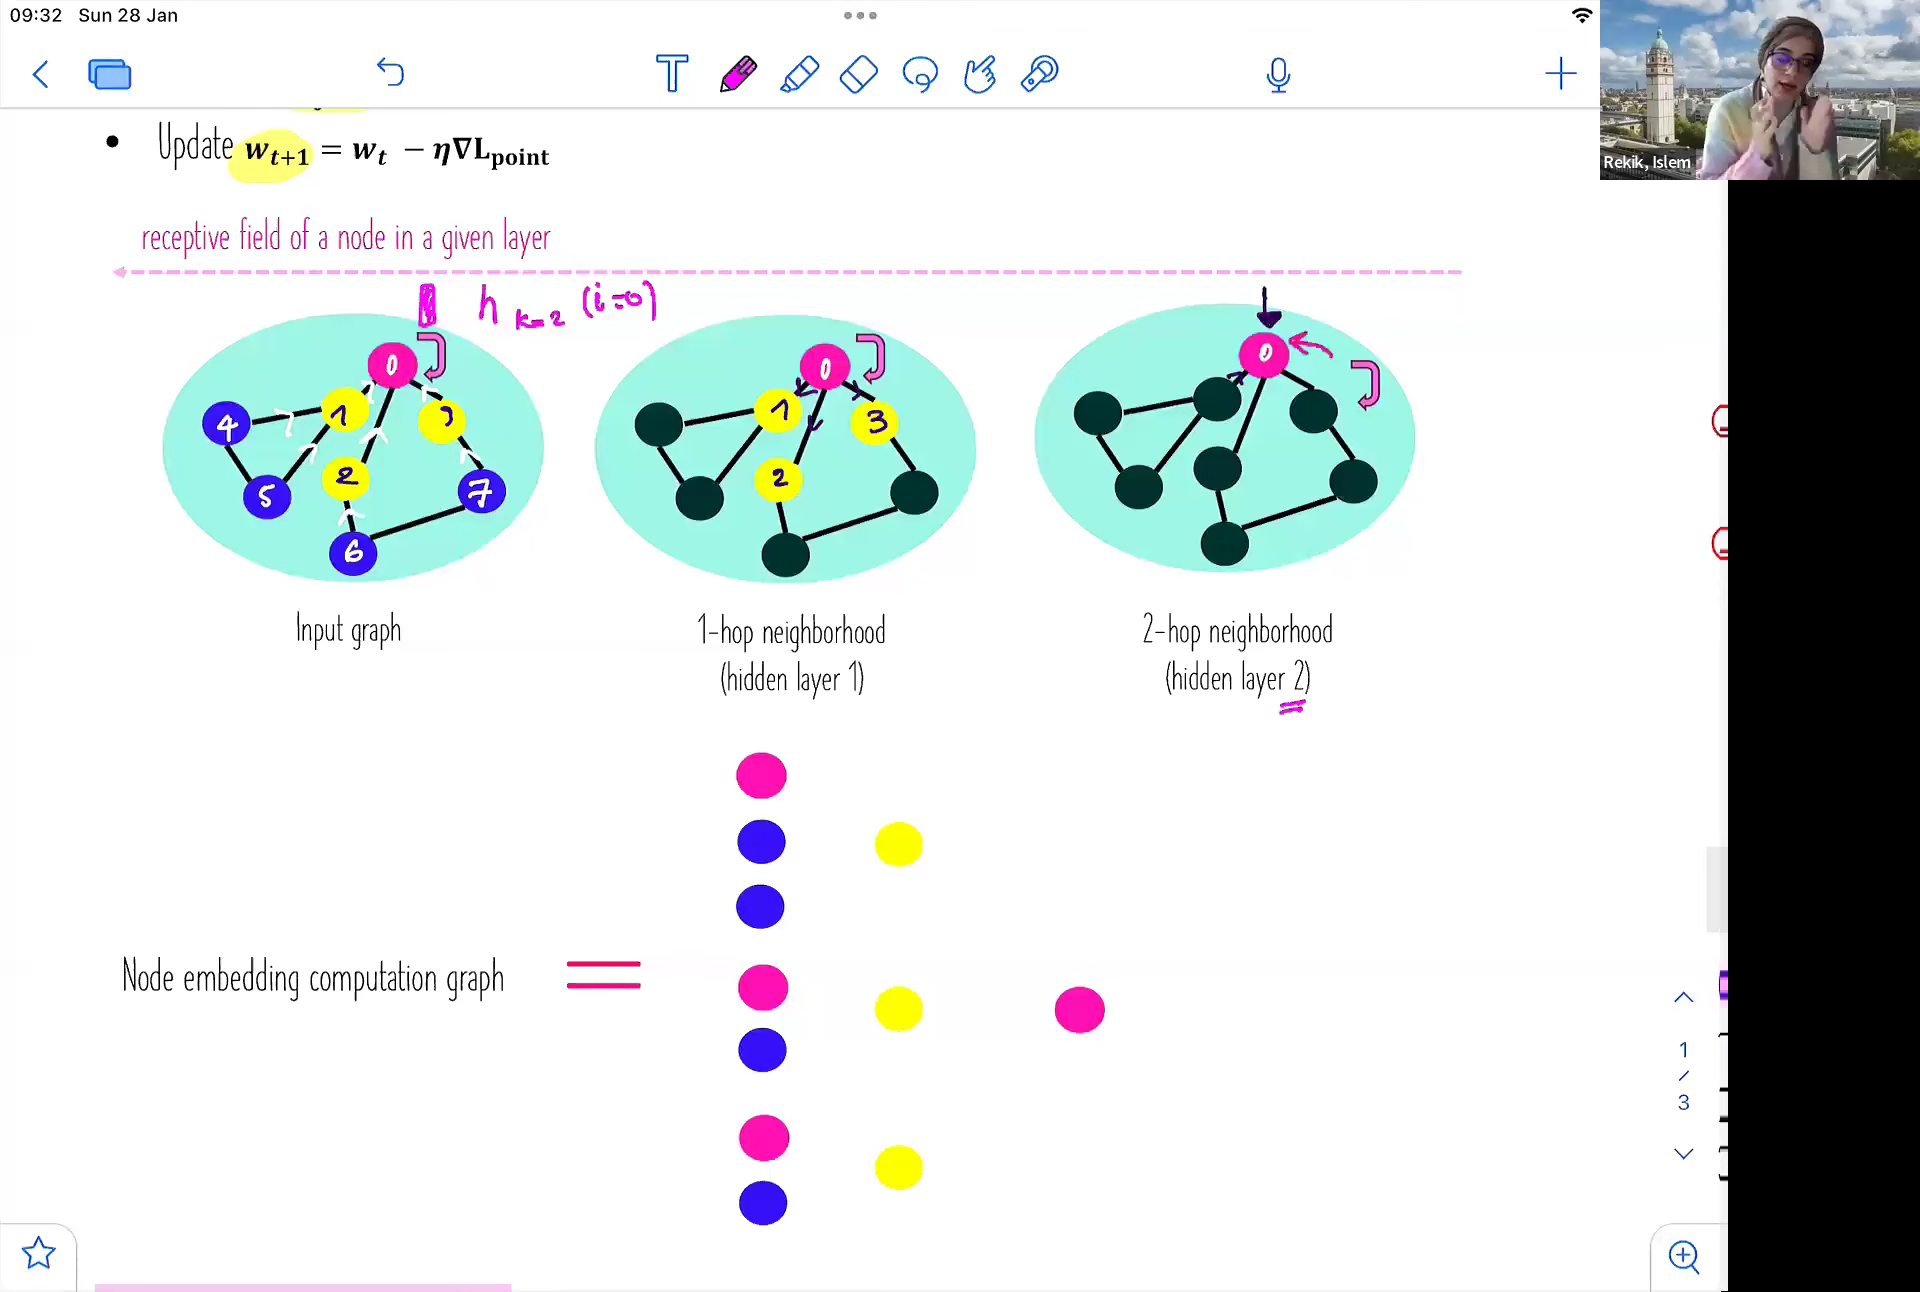 09:32 Sun 28 Jan
T
Rekik, Islem
• Update w_{t+1} = w_t − η∇L_point
receptive field of a node in a given layer
h k=2 (i=0)
0
1
4
2
5
7
6
Input graph
0
1
3
2
1-hop neighborhood
(hidden layer 1)
0
2-hop neighborhood
(hidden layer 2)
Node embedding computation graph =
1
/
3